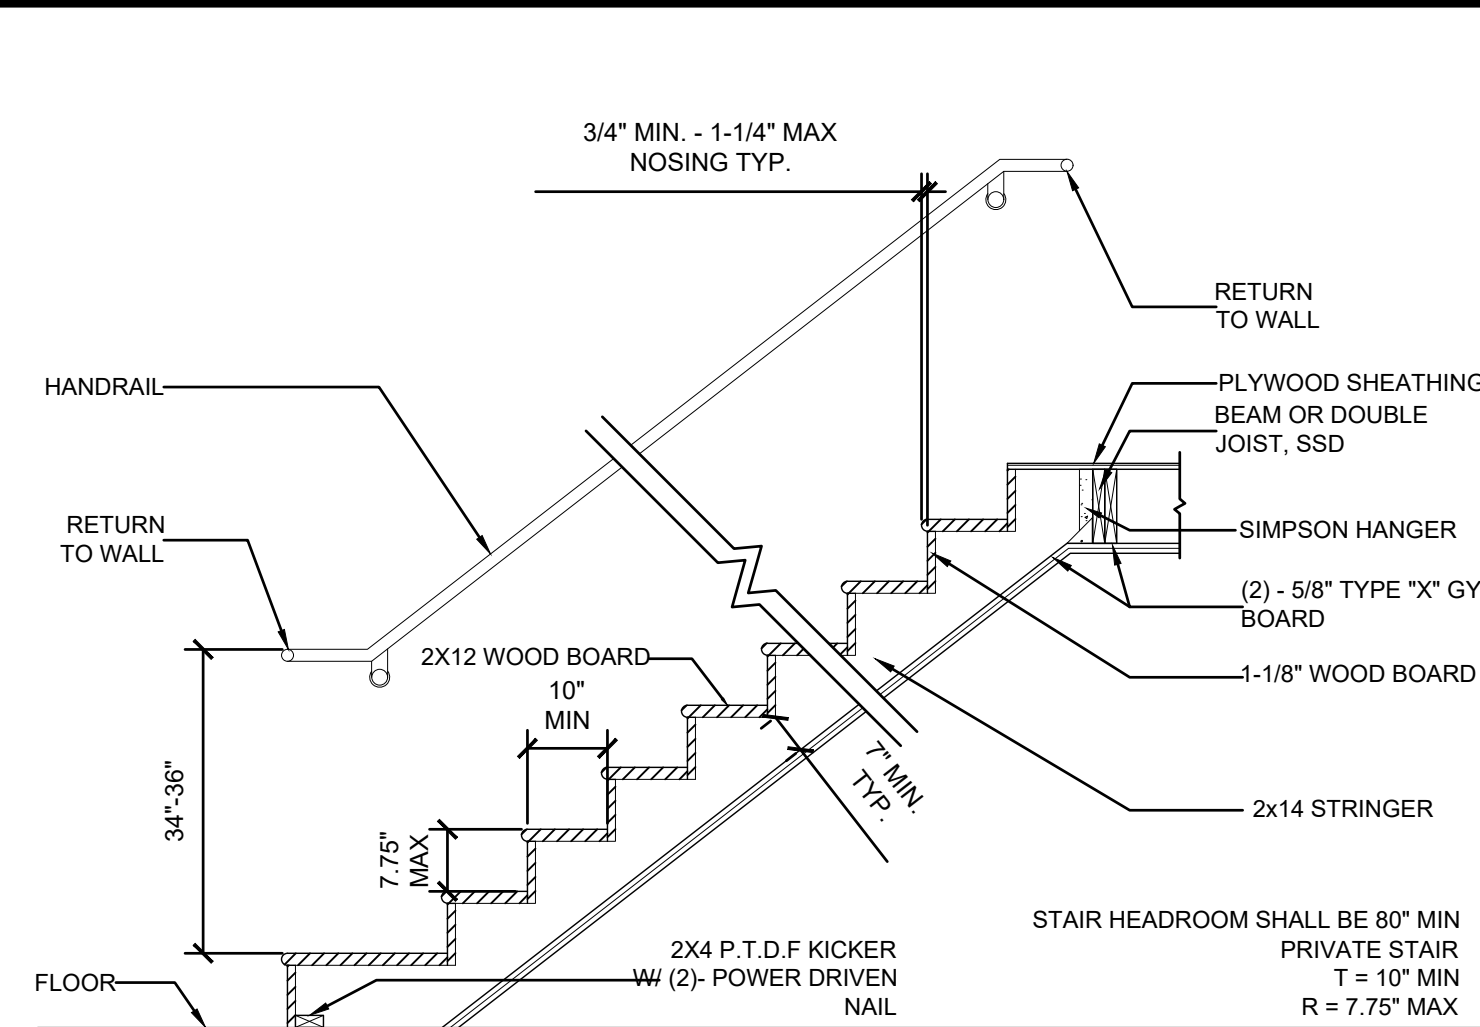 3/4" MIN. - 1-1/4" MAX
NOSING TYP.
RETURN
TO WALL
HANDRAIL
PLYWOOD SHEATHING
BEAM OR DOUBLE
JOIST, SSD
RETURN
TO WALL
SIMPSON HANGER
(2) - 5/8" TYPE "X" GY
BOARD
2X12 WOOD BOARD
1-1/8" WOOD BOARD
10"
MIN
7" MIN.
TYP.
34"-36"
7.75"
MAX
2x14 STRINGER
STAIR HEADROOM SHALL BE 80" MIN
PRIVATE STAIR
T = 10" MIN
R = 7.75" MAX
2X4 P.T.D.F KICKER
W/ (2)- POWER DRIVEN
NAIL
FLOOR